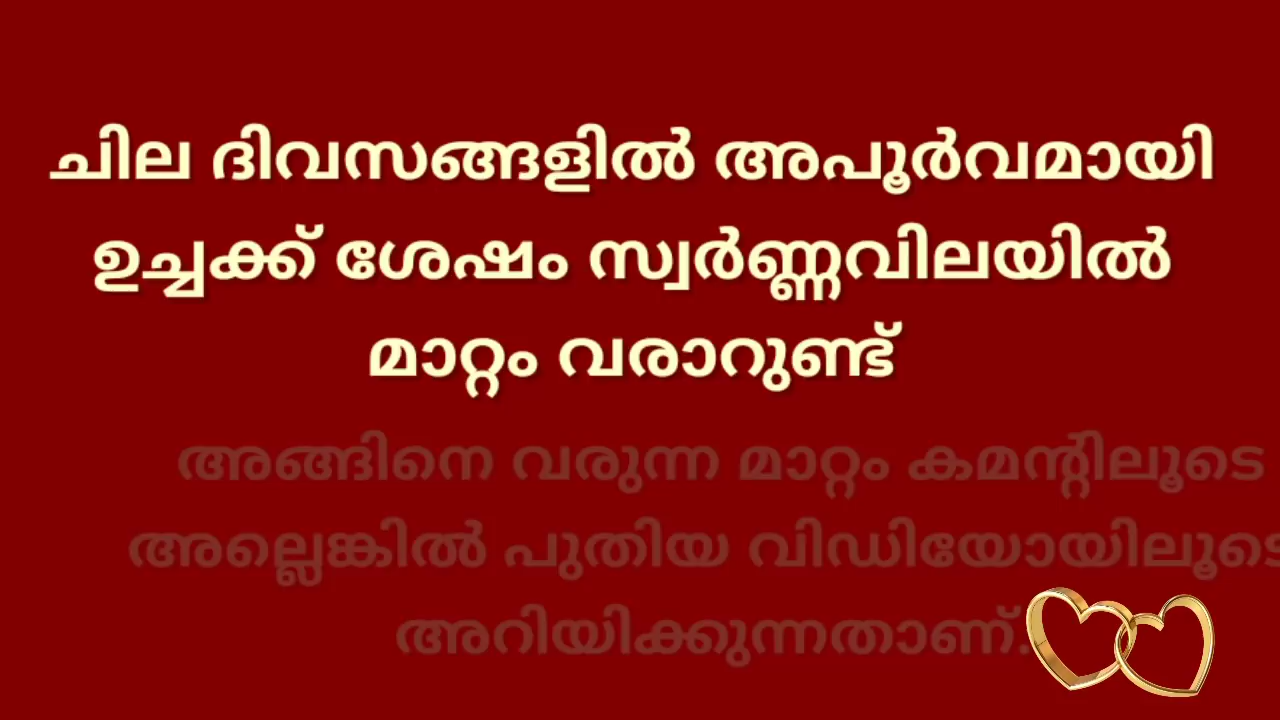 ചില ദിവസങ്ങളിൽ അപൂർവമായി
ഉച്ചക്ക് ശേഷം സ്വർണ്ണവിലയിൽ
മാറ്റം വരാറുണ്ട്
അങ്ങിനെ വരുന്ന മാറ്റം കമന്റിലൂടെ
അല്ലെങ്കിൽ പുതിയ വിഡിയോയിലൂടെ
അറിയിക്കുന്നതാണ്.